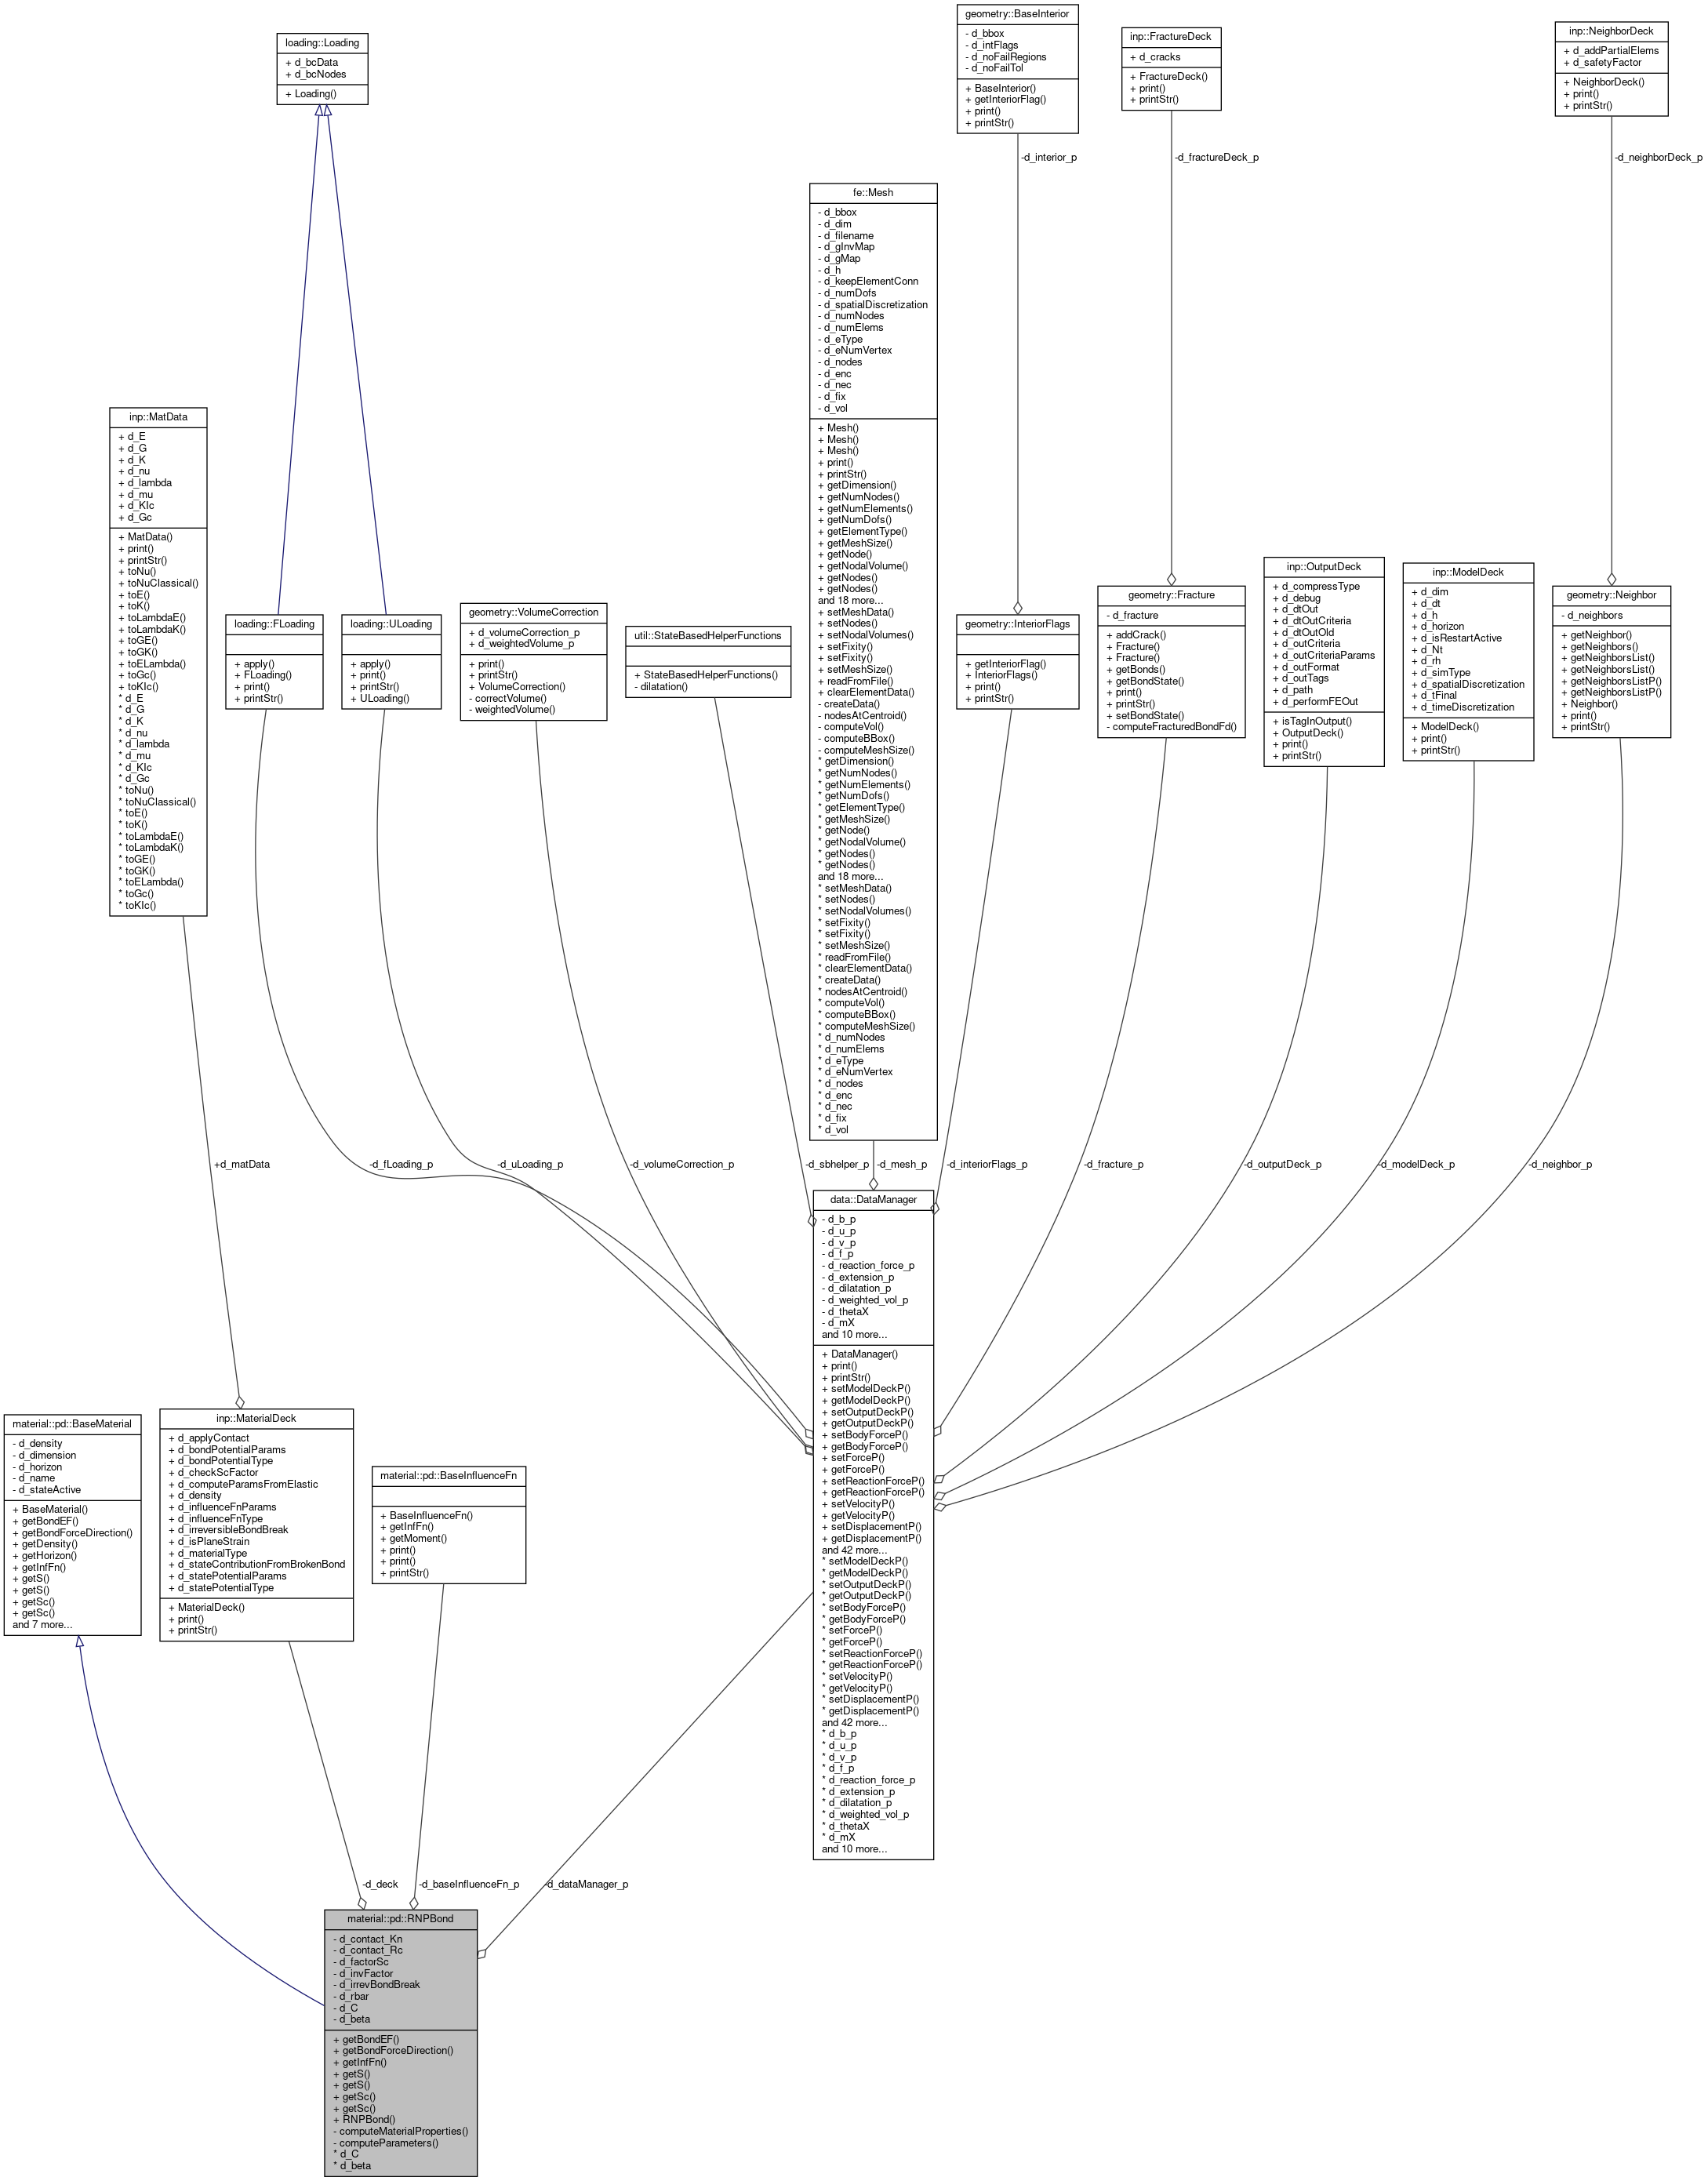 geometry::BaseInterior
- d_bbox
- d_intFlags
- d_noFailRegions
- d_noFailTol
+ BaseInterior()
+ getInteriorFlag()
+ print()
+ printStr()
inp::FractureDeck
+ d_cracks
+ FractureDeck()
+ print()
+ printStr()
inp::NeighborDeck
+ d_addPartialElems
+ d_safetyFactor
+ NeighborDeck()
+ print()
+ printStr()
loading::Loading
+ d_bcData
+ d_bcNodes
+ Loading()
-d_interior_p
-d_fractureDeck_p
-d_neighborDeck_p
fe::Mesh
- d_bbox
- d_dim
- d_filename
- d_gInvMap
- d_gMap
- d_h
- d_keepElementConn
- d_numDofs
- d_spatialDiscretization
- d_numNodes
- d_numElems
- d_eType
- d_eNumVertex
- d_nodes
- d_enc
- d_nec
- d_fix
- d_vol
+ Mesh()
+ Mesh()
+ Mesh()
+ print()
+ printStr()
+ getDimension()
+ getNumNodes()
+ getNumElements()
+ getNumDofs()
+ getElementType()
+ getMeshSize()
+ getNode()
+ getNodalVolume()
+ getNodes()
+ getNodes()
and 18 more...
+ setMeshData()
+ setNodes()
+ setNodalVolumes()
+ setFixity()
+ setFixity()
+ setMeshSize()
+ readFromFile()
+ clearElementData()
- createData()
- nodesAtCentroid()
- computeVol()
- computeBBox()
- computeMeshSize()
* getDimension()
* getNumNodes()
* getNumElements()
* getNumDofs()
* getElementType()
* getMeshSize()
* getNode()
* getNodalVolume()
* getNodes()
* getNodes()
and 18 more...
* setMeshData()
* setNodes()
* setNodalVolumes()
* setFixity()
* setFixity()
* setMeshSize()
* readFromFile()
* clearElementData()
* createData()
* nodesAtCentroid()
* computeVol()
* computeBBox()
* computeMeshSize()
* d_numNodes
* d_numElems
* d_eType
* d_eNumVertex
* d_nodes
* d_enc
* d_nec
* d_fix
* d_vol
inp::MatData
+ d_E
+ d_G
+ d_K
+ d_nu
+ d_lambda
+ d_mu
+ d_KIc
+ d_Gc
+ MatData()
+ print()
+ printStr()
+ toNu()
+ toNuClassical()
+ toE()
+ toK()
+ toLambdaE()
+ toLambdaK()
+ toGE()
+ toGK()
+ toELambda()
+ toGc()
+ toKIc()
* d_E
* d_G
* d_K
* d_nu
* d_lambda
* d_mu
* d_KIc
* d_Gc
* toNu()
* toNuClassical()
* toE()
* toK()
* toLambdaE()
* toLambdaK()
* toGE()
* toGK()
* toELambda()
* toGc()
* toKIc()
loading::FLoading
+ apply()
+ FLoading()
+ print()
+ printStr()
loading::ULoading
+ apply()
+ print()
+ printStr()
+ ULoading()
geometry::VolumeCorrection
+ d_volumeCorrection_p
+ d_weightedVolume_p
+ print()
+ printStr()
+ VolumeCorrection()
- correctVolume()
- weightedVolume()
util::StateBasedHelperFunctions
+ StateBasedHelperFunctions()
- dilatation()
geometry::InteriorFlags
+ getInteriorFlag()
+ InteriorFlags()
+ print()
+ printStr()
geometry::Fracture
- d_fracture
+ addCrack()
+ Fracture()
+ Fracture()
+ getBonds()
+ getBondState()
+ print()
+ printStr()
+ setBondState()
- computeFracturedBondFd()
inp::OutputDeck
+ d_compressType
+ d_debug
+ d_dtOut
+ d_dtOutCriteria
+ d_dtOutOld
+ d_outCriteria
+ d_outCriteriaParams
+ d_outFormat
+ d_outTags
+ d_path
+ d_performFEOut
+ isTagInOutput()
+ OutputDeck()
+ print()
+ printStr()
inp::ModelDeck
+ d_dim
+ d_dt
+ d_h
+ d_horizon
+ d_isRestartActive
+ d_Nt
+ d_rh
+ d_simType
+ d_spatialDiscretization
+ d_tFinal
+ d_timeDiscretization
+ ModelDeck()
+ print()
+ printStr()
geometry::Neighbor
- d_neighbors
+ getNeighbor()
+ getNeighbors()
+ getNeighborsList()
+ getNeighborsList()
+ getNeighborsListP()
+ getNeighborsListP()
+ Neighbor()
+ print()
+ printStr()
+d_matData
-d_fLoading_p
-d_uLoading_p
-d_volumeCorrection_p
-d_sbhelper_p
-d_mesh_p
-d_interiorFlags_p
-d_fracture_p
-d_outputDeck_p
-d_modelDeck_p
-d_neighbor_p
data::DataManager
- d_b_p
- d_u_p
- d_v_p
- d_f_p
- d_reaction_force_p
- d_extension_p
- d_dilatation_p
- d_weighted_vol_p
- d_thetaX
- d_mX
and 10 more...
+ DataManager()
+ print()
+ printStr()
+ setModelDeckP()
+ getModelDeckP()
+ setOutputDeckP()
+ getOutputDeckP()
+ setBodyForceP()
+ getBodyForceP()
+ setForceP()
+ getForceP()
+ setReactionForceP()
+ getReactionForceP()
+ setVelocityP()
+ getVelocityP()
+ setDisplacementP()
+ getDisplacementP()
and 42 more...
* setModelDeckP()
* getModelDeckP()
* setOutputDeckP()
* getOutputDeckP()
* setBodyForceP()
* getBodyForceP()
* setForceP()
* getForceP()
* setReactionForceP()
* getReactionForceP()
* setVelocityP()
* getVelocityP()
* setDisplacementP()
* getDisplacementP()
and 42 more...
* d_b_p
* d_u_p
* d_v_p
* d_f_p
* d_reaction_force_p
* d_extension_p
* d_dilatation_p
* d_weighted_vol_p
* d_thetaX
* d_mX
and 10 more...
material::pd::BaseMaterial
- d_density
- d_dimension
- d_horizon
- d_name
- d_stateActive
+ BaseMaterial()
+ getBondEF()
+ getBondForceDirection()
+ getDensity()
+ getHorizon()
+ getInfFn()
+ getS()
+ getS()
+ getSc()
+ getSc()
and 7 more...
inp::MaterialDeck
+ d_applyContact
+ d_bondPotentialParams
+ d_bondPotentialType
+ d_checkScFactor
+ d_computeParamsFromElastic
+ d_density
+ d_influenceFnParams
+ d_influenceFnType
+ d_irreversibleBondBreak
+ d_isPlaneStrain
+ d_materialType
+ d_stateContributionFromBrokenBond
+ d_statePotentialParams
+ d_statePotentialType
+ MaterialDeck()
+ print()
+ printStr()
material::pd::BaseInfluenceFn
+ BaseInfluenceFn()
+ getInfFn()
+ getMoment()
+ print()
+ print()
+ printStr()
-d_deck
-d_baseInfluenceFn_p
-d_dataManager_p
material::pd::RNPBond
- d_contact_Kn
- d_contact_Rc
- d_factorSc
- d_invFactor
- d_irrevBondBreak
- d_rbar
- d_C
- d_beta
+ getBondEF()
+ getBondForceDirection()
+ getInfFn()
+ getS()
+ getS()
+ getSc()
+ getSc()
+ RNPBond()
- computeMaterialProperties()
- computeParameters()
* d_C
* d_beta